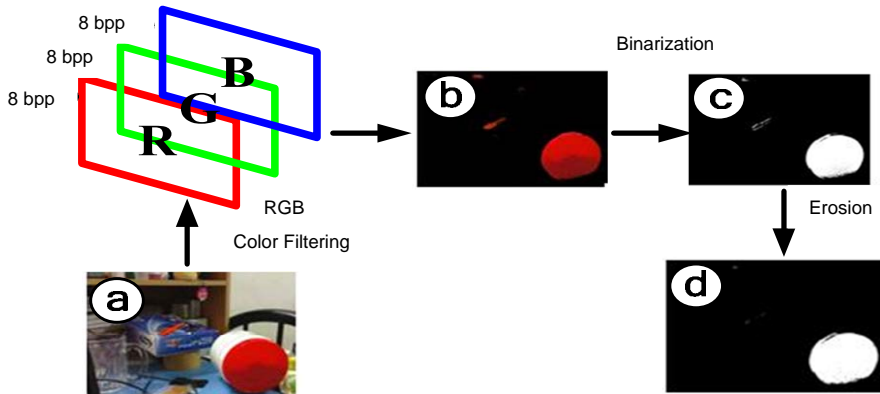 8 bpp
8 bpp
8 bpp
B
G
R
RGB
Color Filtering
a
b
Binarization
c
Erosion
d